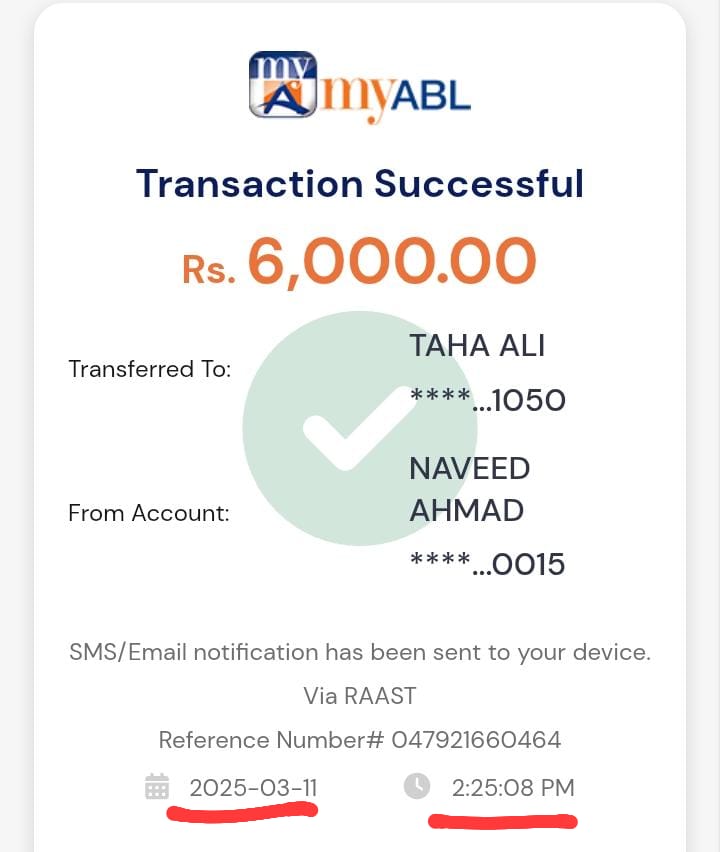 my
myABL
Transaction Successful
Rs. 6,000.00
Transferred To:
TAHA ALI
****...1050
From Account:
NAVEED
AHMAD
****...0015
SMS/Email notification has been sent to your device.
Via RAAST
Reference Number# 047921660464
2025-03-11 2:25:08 PM